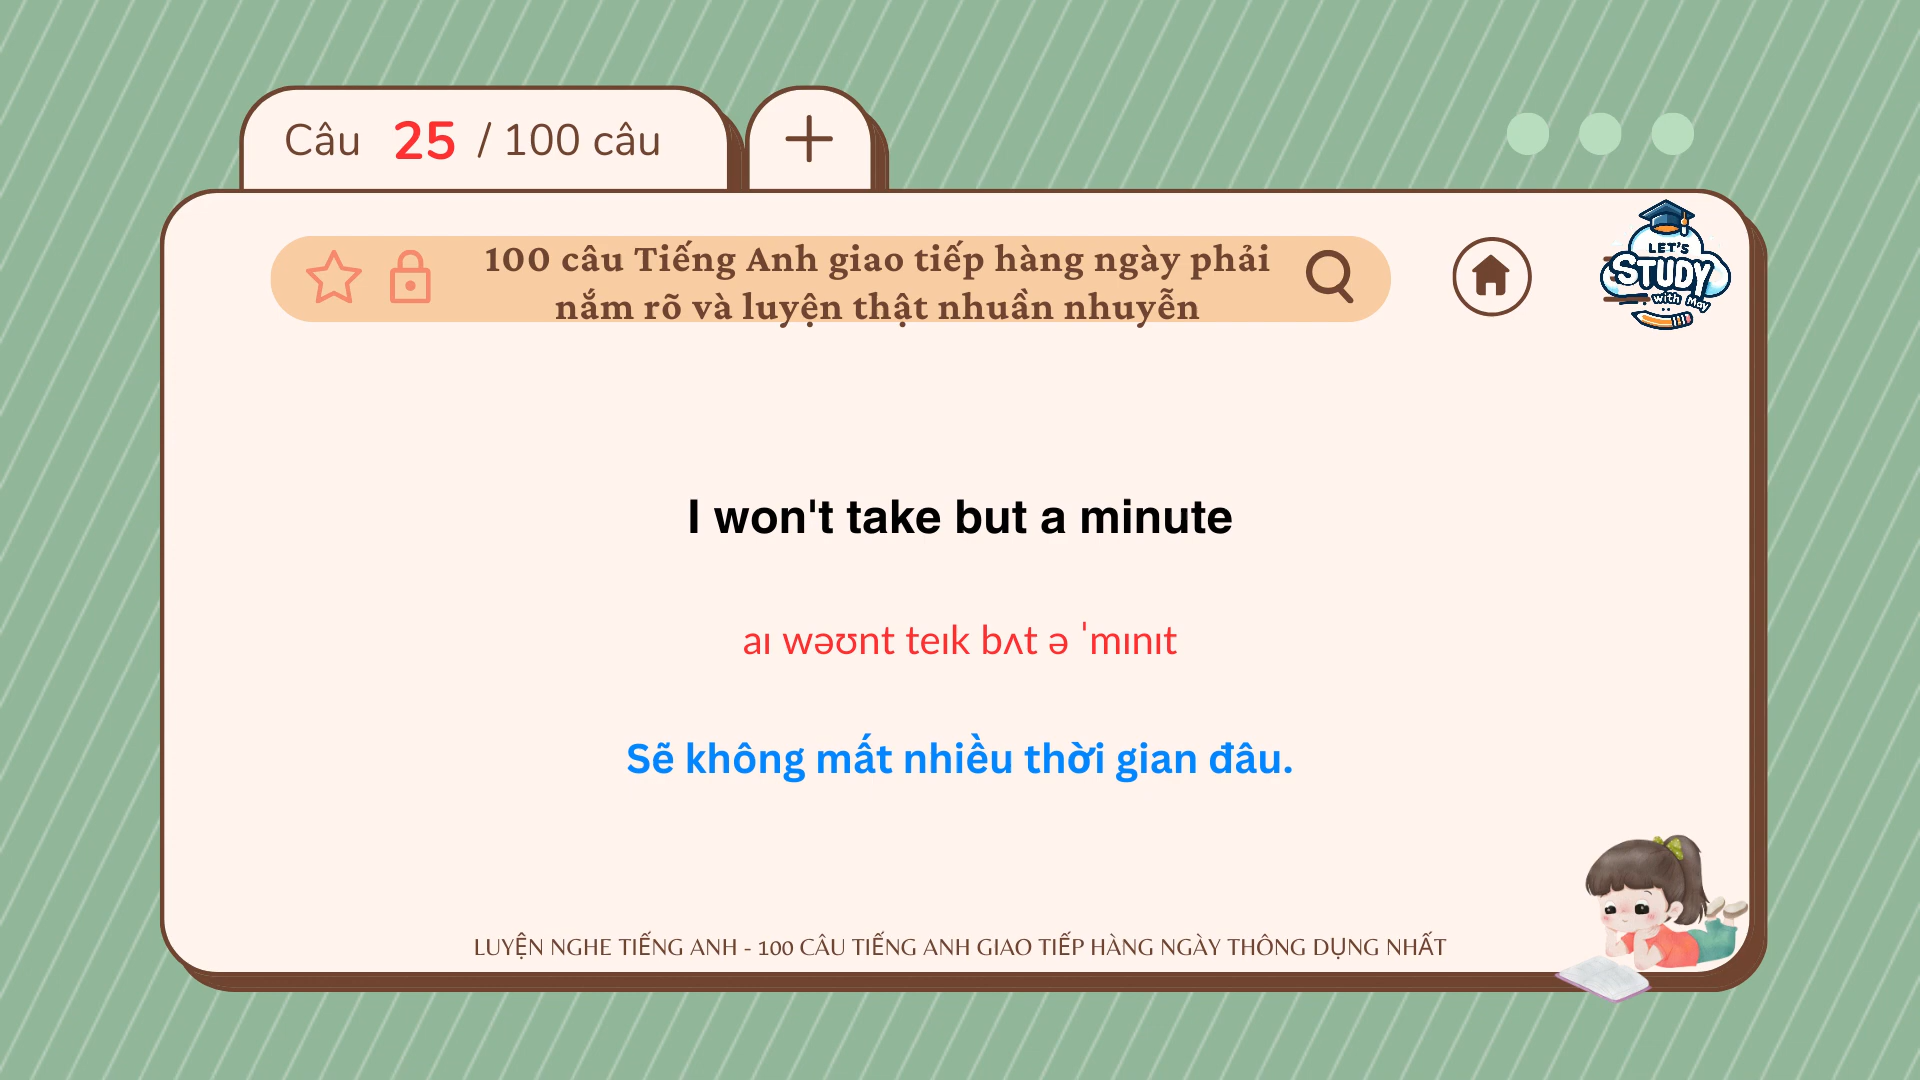 Câu 25 / 100 câu
100 câu Tiếng Anh giao tiếp hàng ngày phải
nắm rõ và luyện thật nhuần nhuyễn
LET'S
STUDY
with May
I won't take but a minute
aɪ wəʊnt teɪk bʌt ə ˈmɪnɪt
Sẽ không mất nhiều thời gian đâu.
LUYỆN NGHE TIẾNG ANH - 100 CÂU TIẾNG ANH GIAO TIẾP HÀNG NGÀY THÔNG DỤNG NHẤT